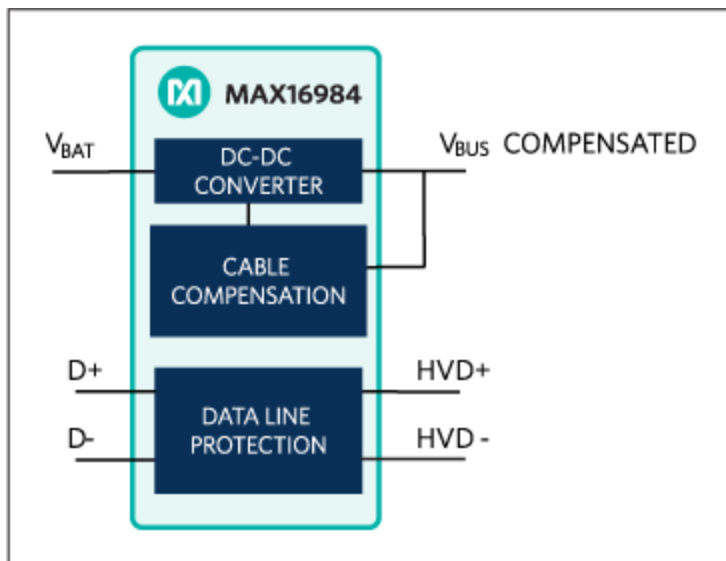 MAX16984
VBAT
DC-DC
CONVERTER
VBUS COMPENSATED
CABLE
COMPENSATION
D+
HVD+
DATA LINE
PROTECTION
D-
HVD -